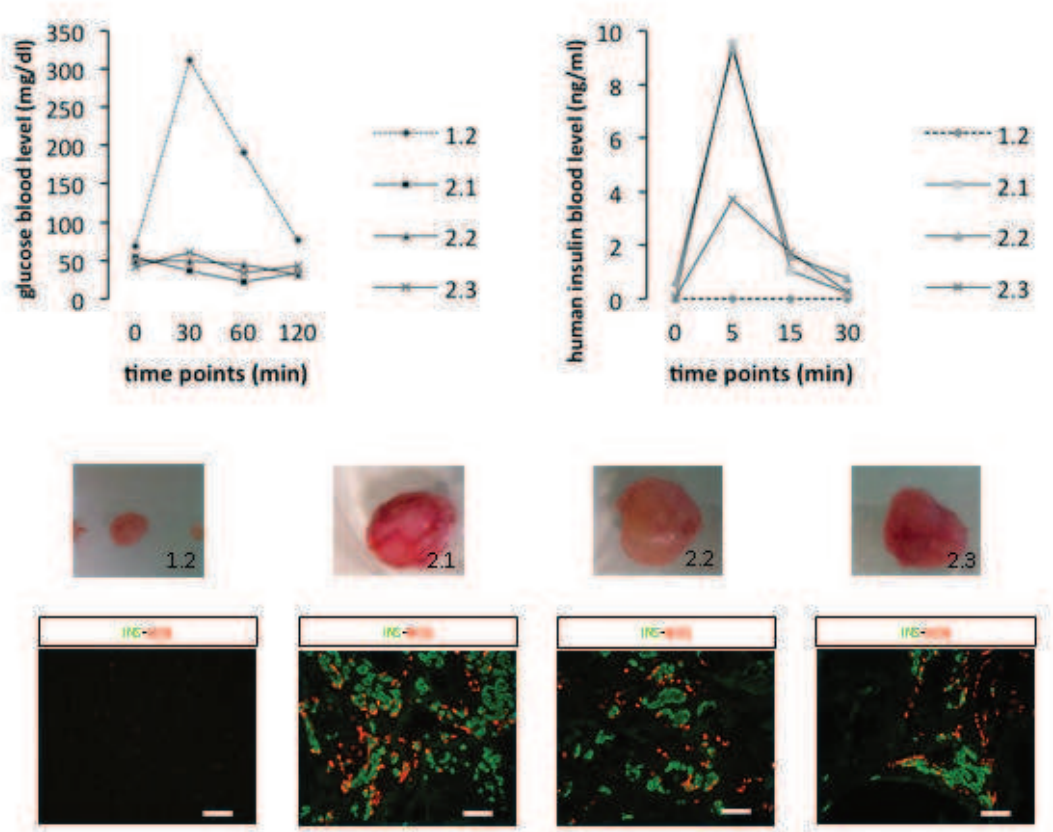 350
300
250
200
150
100
50
0
glucose blood level (mg/dl)
0 30 60 120
time points (min)
1.2
2.1
2.2
2.3
10
8
6
4
2
0
human insulin blood level (ng/ml)
0 5 15 30
time points (min)
1.2
2.1
2.2
2.3
1.2 2.1 2.2 2.3
INS- INS- INS- INS-